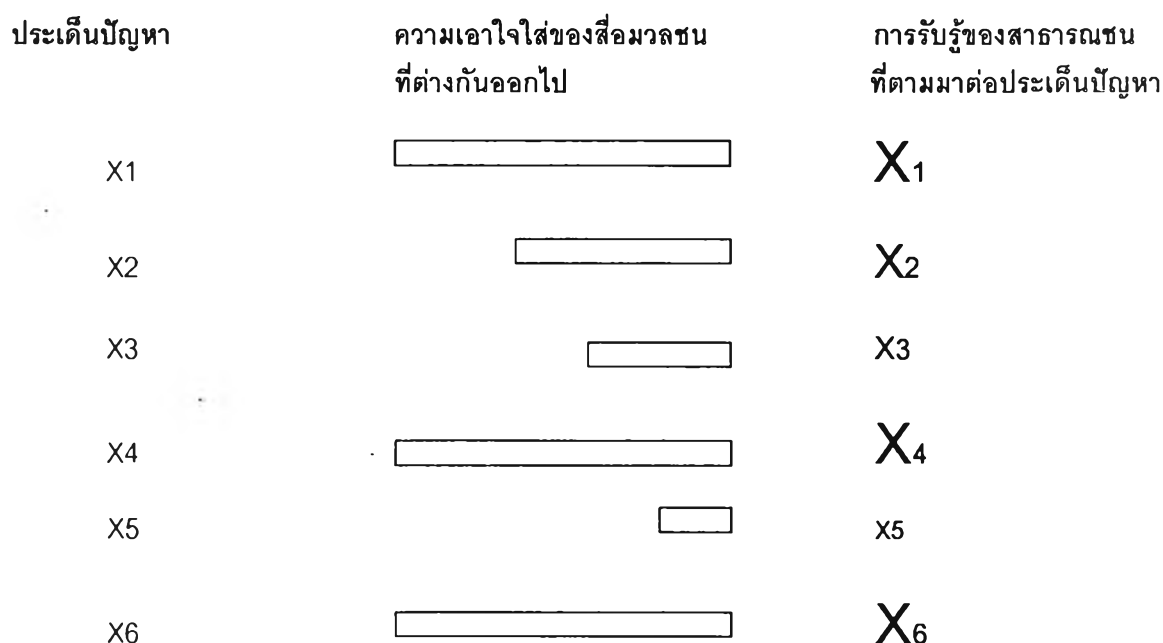 ประเด็นปัญหา ความเอาใจใส่ของสื่อมวลชน การรับรู้ของสาธารณชน
ที่ต่างกันออกไป ที่ตามมาต่อประเด็นปัญหา
X1 X1
X2 X2
X3 X3
X4 X4
X5 X5
X6 X6